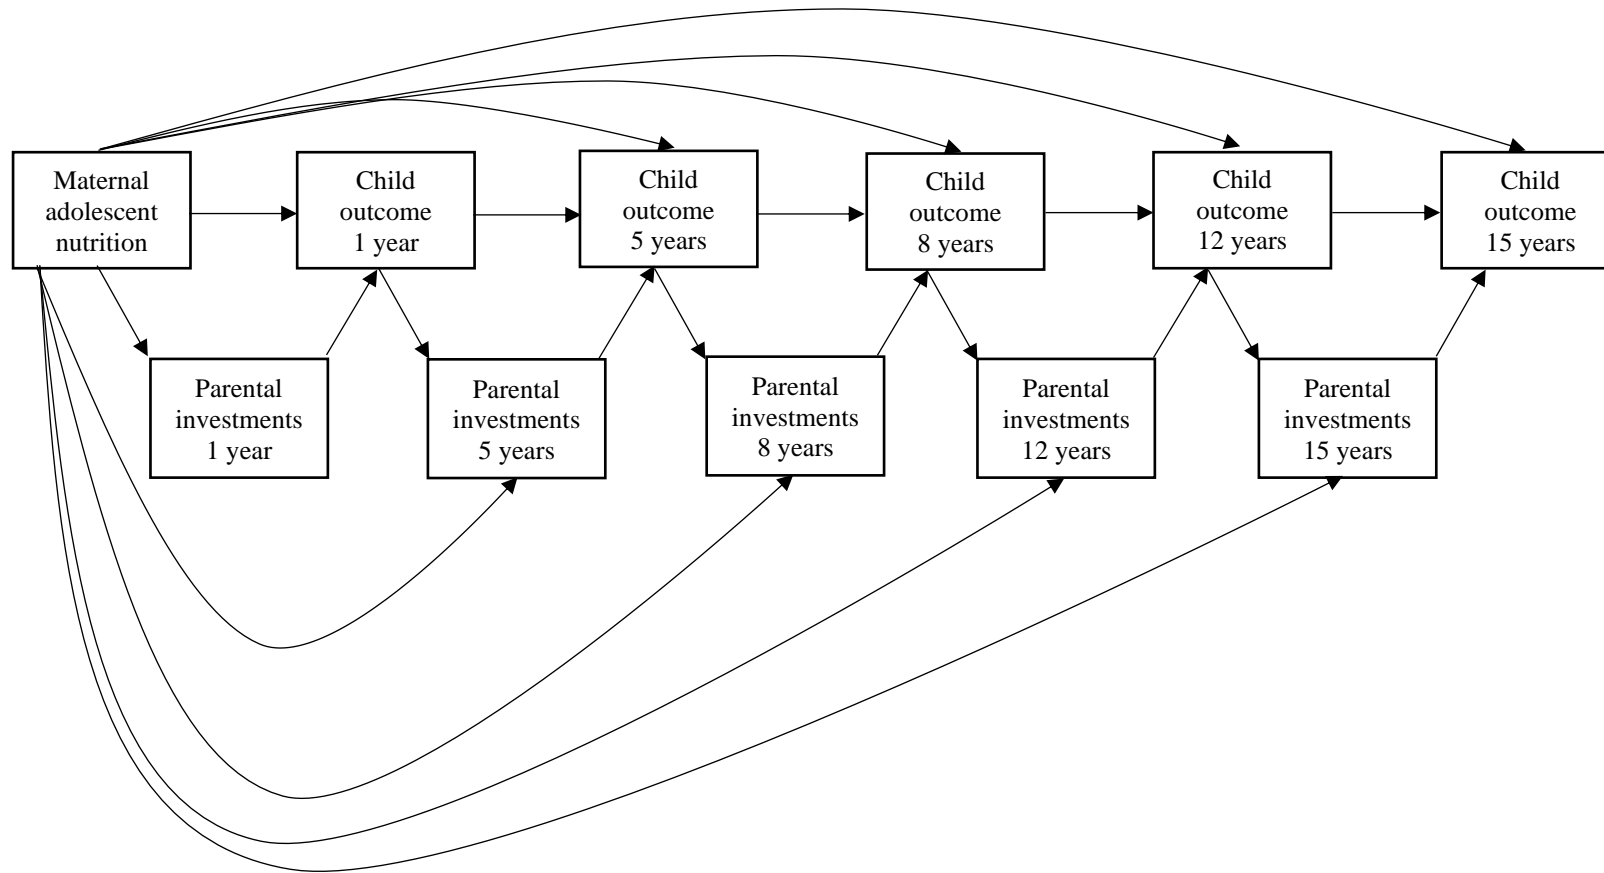 Maternal
adolescent
nutrition
Child
outcome
1 year
Child
outcome
5 years
Child
outcome
8 years
Child
outcome
12 years
Child
outcome
15 years
Parental
investments
1 year
Parental
investments
5 years
Parental
investments
8 years
Parental
investments
12 years
Parental
investments
15 years